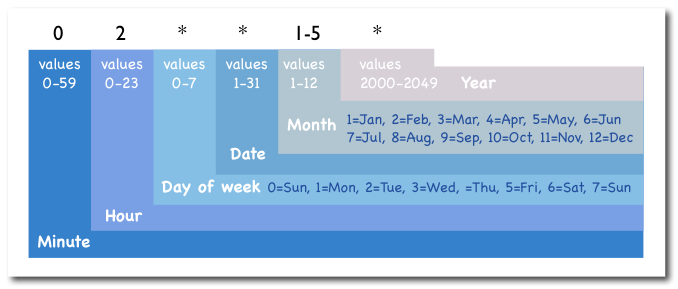 0 2 * * 1-5 *
values values values values values values
0-59 0-23 0-7 1-31 1-12 2000-2049 Year
Month 1=Jan, 2=Feb, 3=Mar, 4=Apr, 5=May, 6=Jun
7=Jul, 8=Aug, 9=Sep, 10=Oct, 11=Nov, 12=Dec
Date
Day of week 0=Sun, 1=Mon, 2=Tue, 3=Wed, =Thu, 5=Fri, 6=Sat, 7=Sun
Hour
Minute